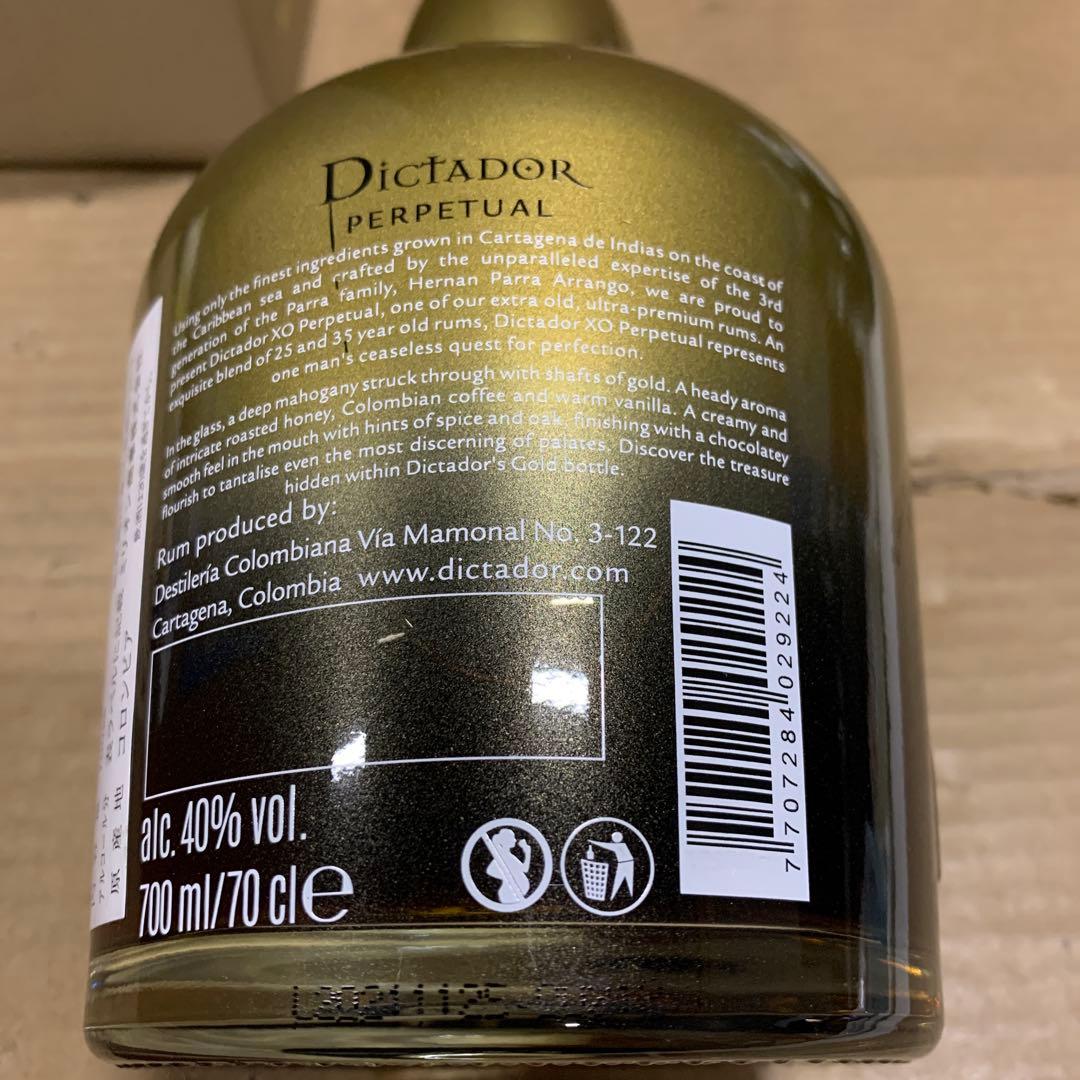 DICTADOR
PERPETUAL
Using only the finest ingredients grown in Cartagena de Indias on the coast of
the Caribbean sea and crafted by the unparalleled expertise of the 3rd
generation of the Parra family, Hernan Parra Arrango, we are proud to
present Dictador XO Perpetual, one of our extra old, ultra-premium rums. An
exquisite blend of 25 and 35 year old rums, Dictador XO Perpetual represents
one man's ceaseless quest for perfection.
In the glass, a deep mahogany struck through with shafts of gold. A heady aroma
of intricate roasted honey, Colombian coffee and warm vanilla. A creamy and
smooth feel in the mouth with hints of spice and oak, finishing with a chocolatey
flourish to tantalise even the most discerning of palates. Discover the treasure
hidden within Dictador's Gold bottle.
Rum produced by:
Destilería Colombiana Vía Mamonal No. 3-122
Cartagena, Colombia www.dictador.com
alc. 40% vol.
700 ml/70 cl e
7 707284 029224
アルコール分
原産地 コロンビア